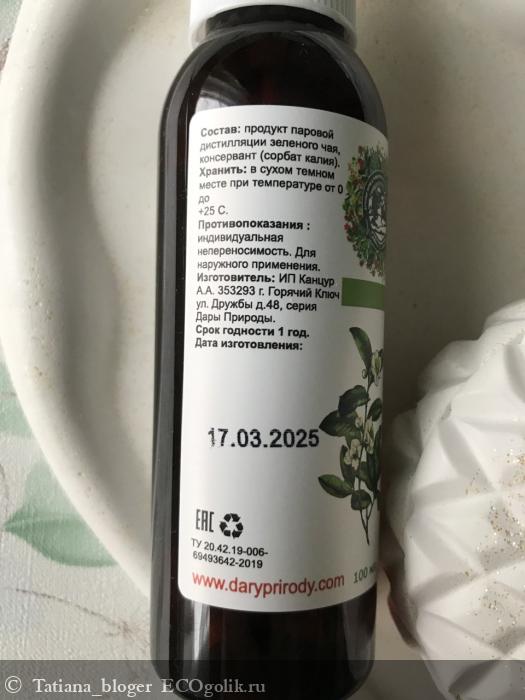 Состав: продукт паровой
дистилляции зеленого чая,
консервант (сорбат калия).
Хранить: в сухом темном
месте при температуре от 0
до
+25 С.
Противопоказания :
индивидуальная
непереносимость. Для
наружного применения.
Изготовитель: ИП Канцур
А.А. 353293 г. Горячий Ключ
ул. Дружбы д.48, серия
Дары Природы.
Срок годности 1 год.
Дата изготовления:
17.03.2025
EAC
ТУ 20.42.19-006-
69493642-2019
www.daryprirody.com
100
© Tatiana_bloger ECOgolik.ru